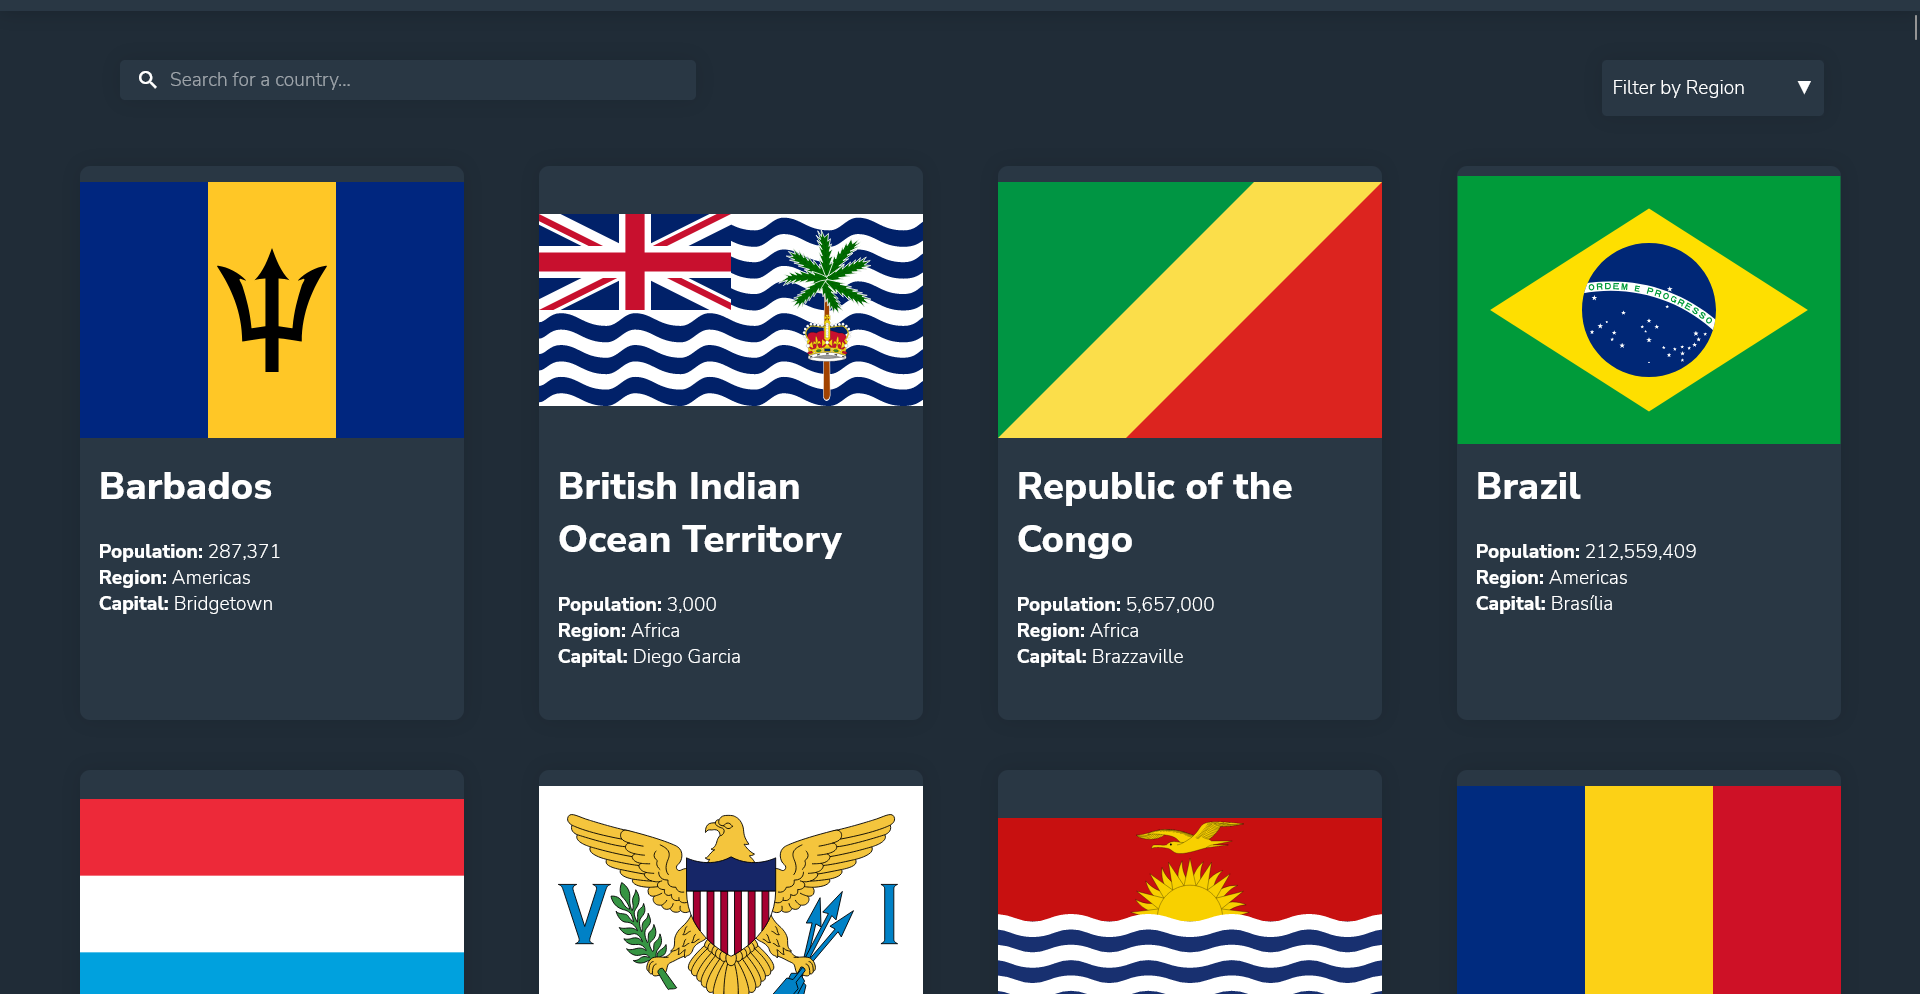 Search for a country...
Filter by Region ▼
ORDEM E PROGRESSO
Barbados
Population: 287,371
Region: Americas
Capital: Bridgetown
British Indian
Ocean Territory
Population: 3,000
Region: Africa
Capital: Diego Garcia
Republic of the
Congo
Population: 5,657,000
Region: Africa
Capital: Brazzaville
Brazil
Population: 212,559,409
Region: Americas
Capital: Brasília
V I